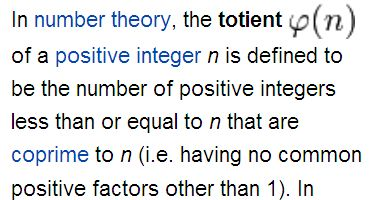 In number theory, the totient φ(n)
of a positive integer n is defined to
be the number of positive integers
less than or equal to n that are
coprime to n (i.e. having no common
positive factors other than 1). In